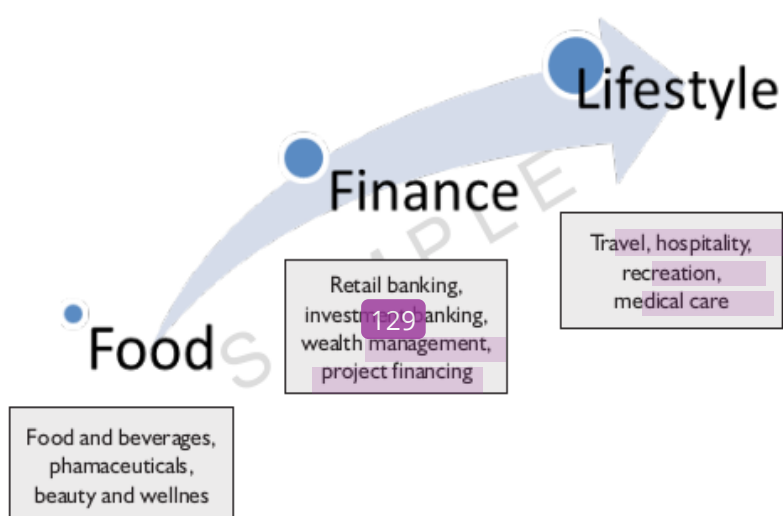 Lifestyle
Finance
Food
Travel, hospitality,
recreation,
medical care
Retail banking,
investment banking,
129
wealth management,
project financing
Food and beverages,
phamaceuticals,
beauty and wellnes
SAMPLE